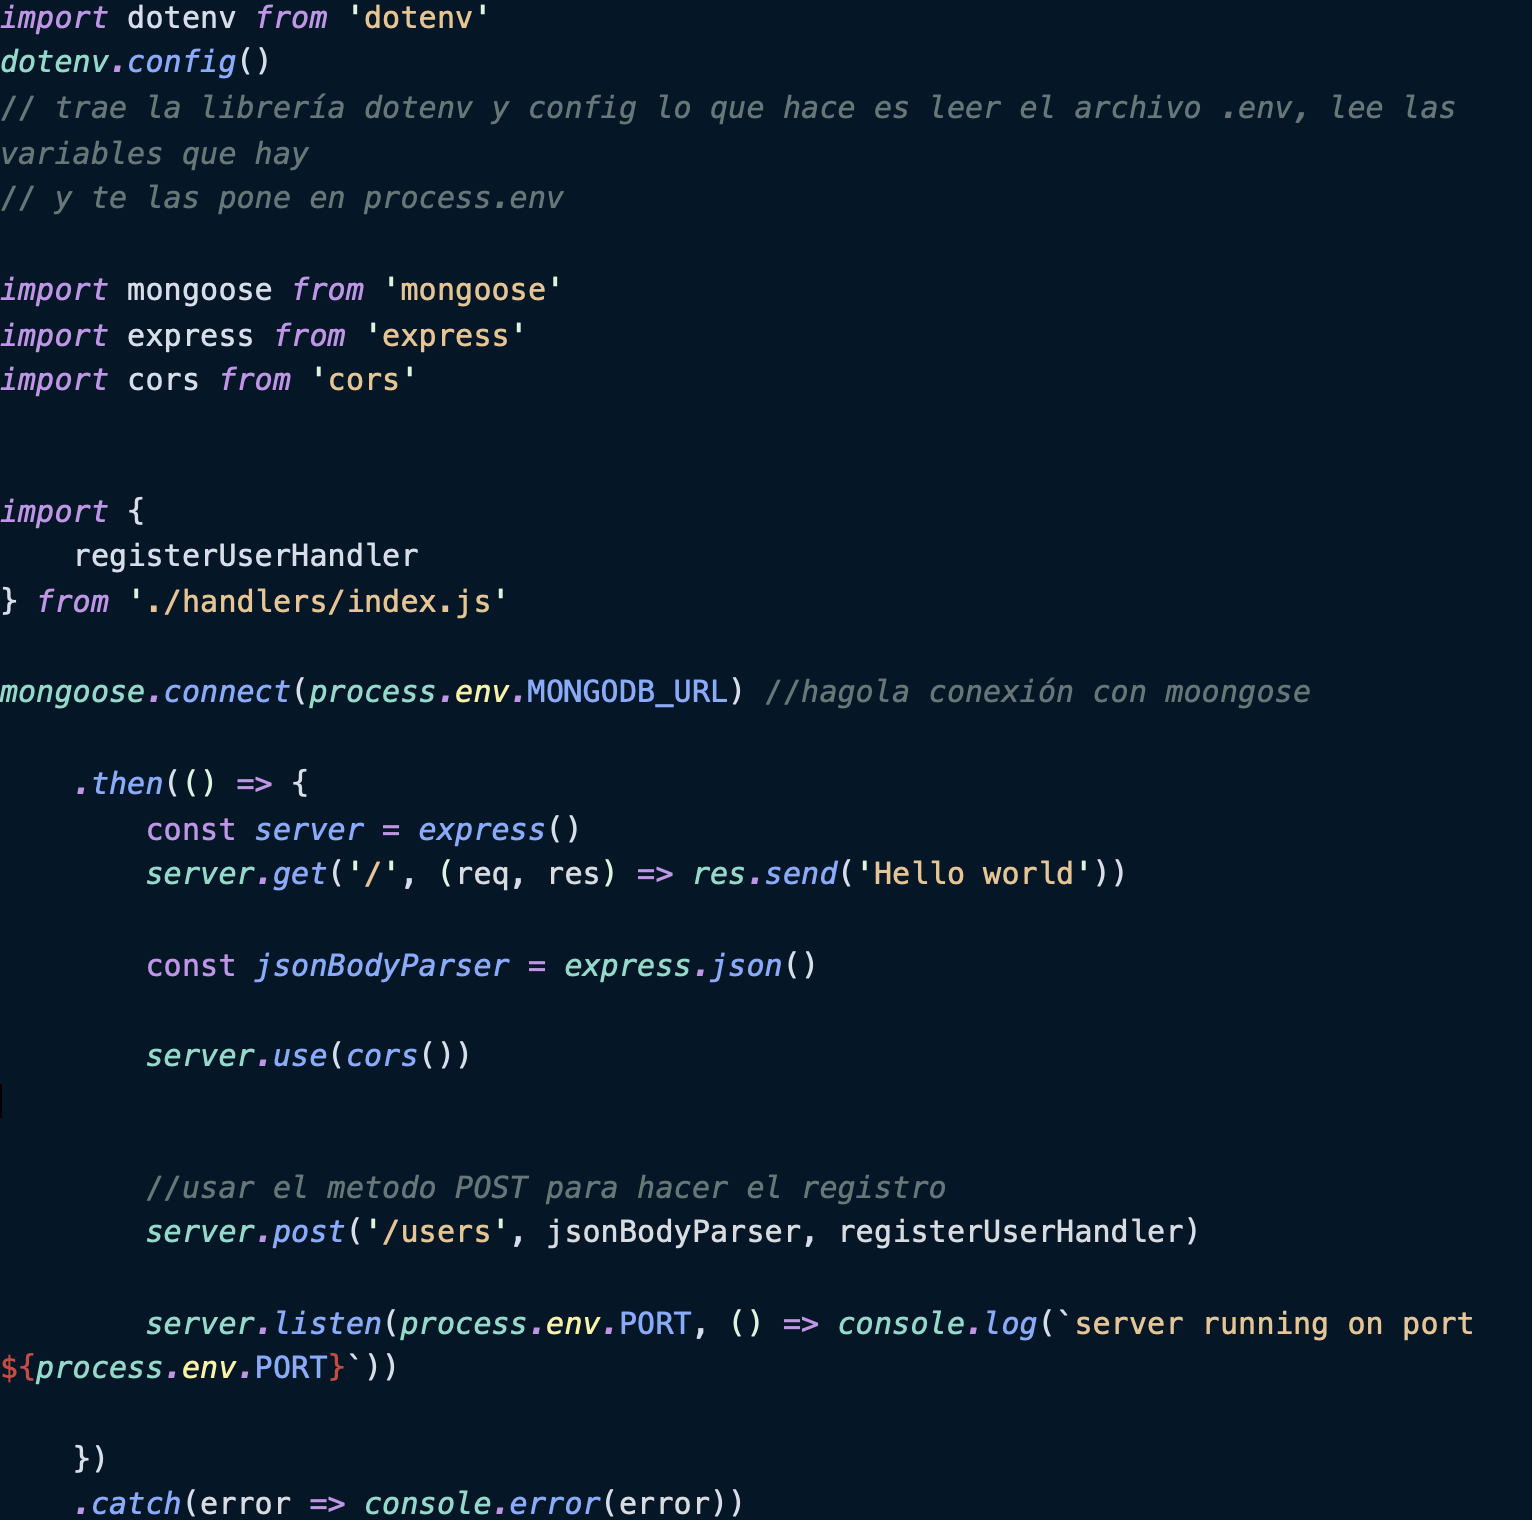 import dotenv from 'dotenv'
dotenv.config()
// trae la librería dotenv y config lo que hace es leer el archivo .env, lee las
variables que hay
// y te las pone en process.env
import mongoose from 'mongoose'
import express from 'express'
import cors from 'cors'
import {
    registerUserHandler
} from './handlers/index.js'
mongoose.connect(process.env.MONGODB_URL) //hagola conexión con moongose
    .then(() => {
        const server = express()
        server.get('/', (req, res) => res.send('Hello world'))
        const jsonBodyParser = express.json()
        server.use(cors())
        //usar el metodo POST para hacer el registro
        server.post('/users', jsonBodyParser, registerUserHandler)
        server.listen(process.env.PORT, () => console.log(`server running on port
${process.env.PORT}`))
    })
    .catch(error => console.error(error))